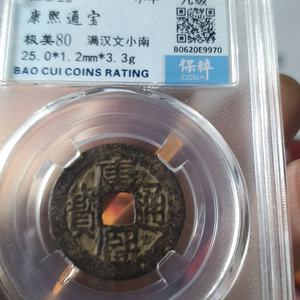 康熙通宝
极美80 满汉文小南
25.0*1.2mm*3.3g
BAO CUI COINS RATING
B0620E9970
保粹
康熙通寶